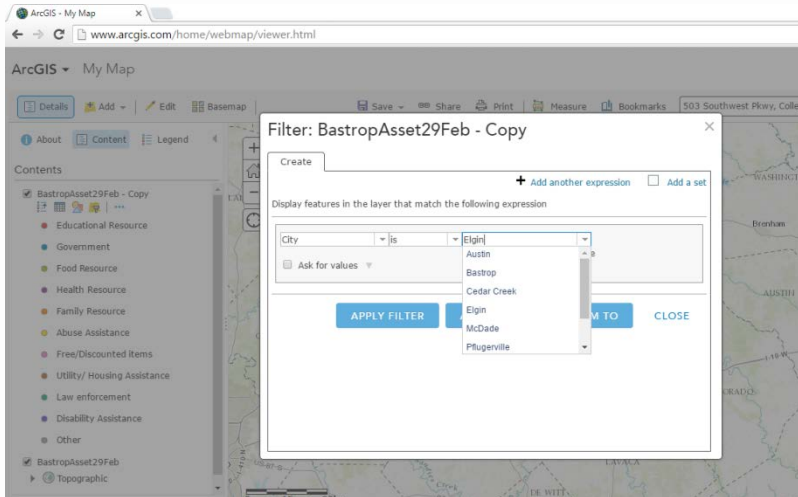 ArcGIS - My Map
www.arcgis.com/home/webmap/viewer.html
ArcGIS My Map
Details Add Edit Basemap Save Share Print Measure Bookmarks 503 Southwest Pkwy, Colle
About Content Legend
Contents
BastropAsset29Feb - Copy
Educational Resource
Government
Food Resource
Health Resource
Family Resource
Abuse Assistance
Free/Discounted items
Utility/ Housing Assistance
Law enforcement
Disability Assistance
Other
BastropAsset29Feb
Topographic
Filter: BastropAsset29Feb - Copy
Create
Add another expression Add a set
Display features in the layer that match the following expression
City is Elgin
Ask for values
Austin
Bastrop
Cedar Creek
Elgin
McDade
Pflugerville
APPLY FILTER M TO CLOSE
WASHINGT
Brenham
AUSTIN
LAVACA
DE WITT